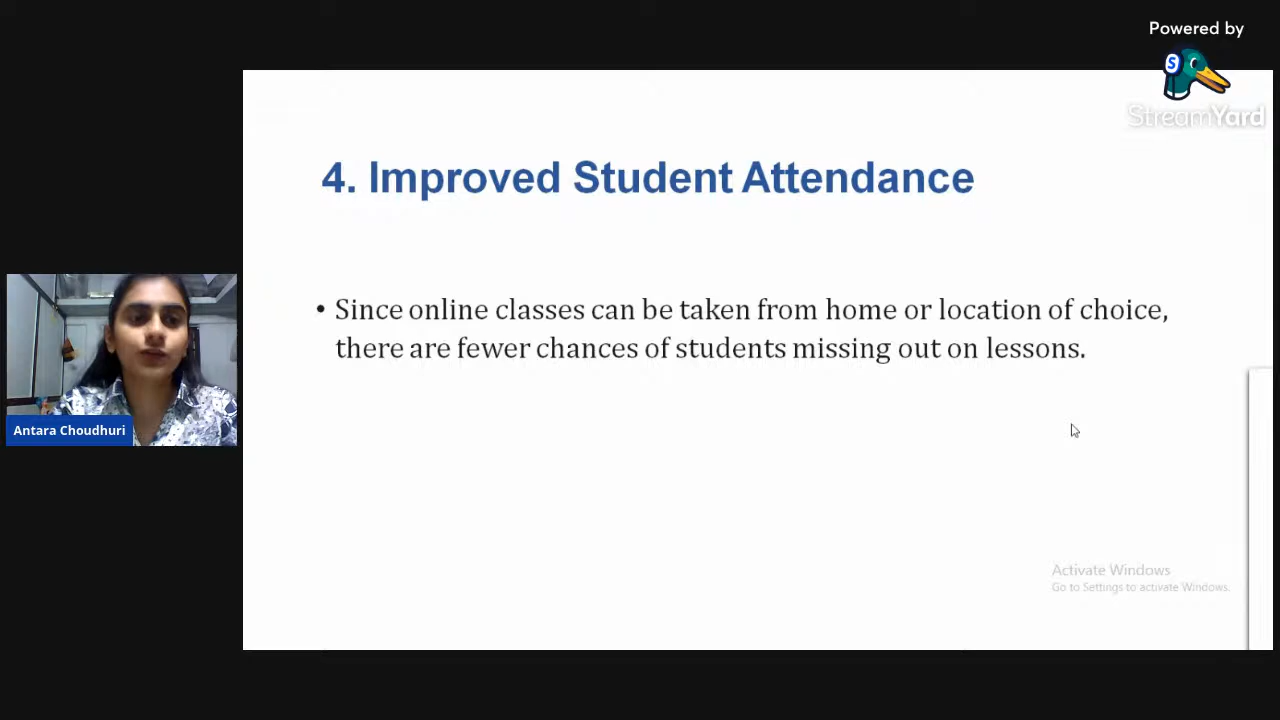 Powered by
StreamYard
4. Improved Student Attendance
• Since online classes can be taken from home or location of choice,
there are fewer chances of students missing out on lessons.
Antara Choudhuri
Activate Windows
Go to Settings to activate Windows.